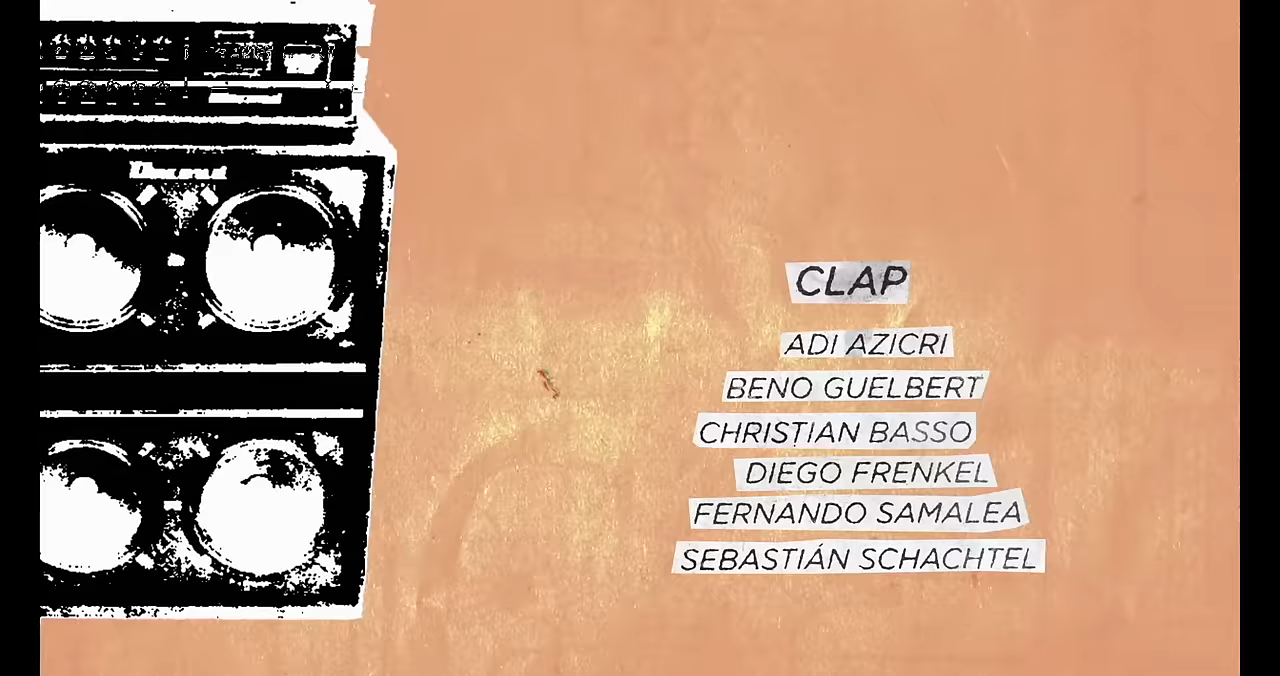 CLAP
ADI AZICRI
BENO GUELBERT
CHRISTIAN BASSO
DIEGO FRENKEL
FERNANDO SAMALEA
SEBASTIÁN SCHACHTEL